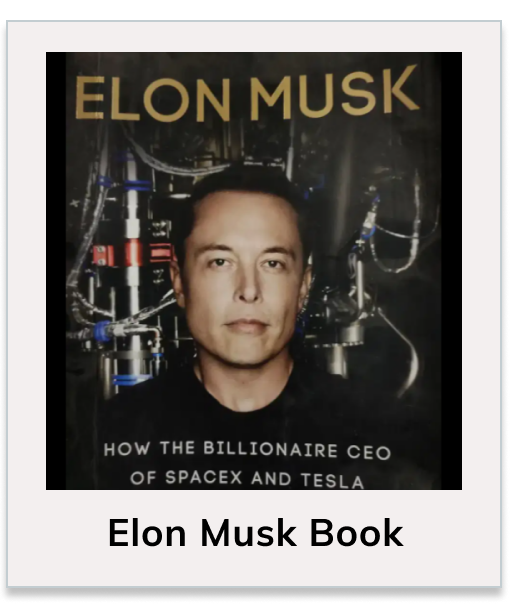 ELON MUSK
HOW THE BILLIONAIRE CEO
OF SPACEX AND TESLA
Elon Musk Book